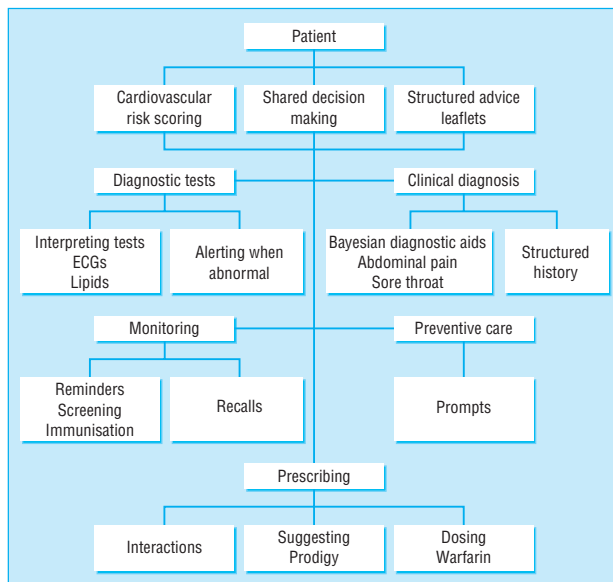 Patient
Cardiovascular
risk scoring
Shared decision
making
Structured advice
leaflets
Diagnostic tests
Clinical diagnosis
Interpreting tests
ECGs
Lipids
Alerting when
abnormal
Bayesian diagnostic aids
Abdominal pain
Sore throat
Structured
history
Monitoring
Preventive care
Reminders
Screening
Immunisation
Recalls
Prompts
Prescribing
Interactions
Suggesting
Prodigy
Dosing
Warfarin